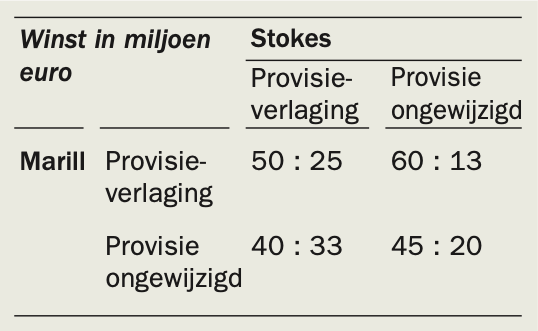 Winst in miljoen
euro
Stokes
Provisie-
verlaging
Provisie
ongewijzigd
Marill
Provisie-
verlaging
50 : 25
60 : 13
Provisie
ongewijzigd
40 : 33
45 : 20